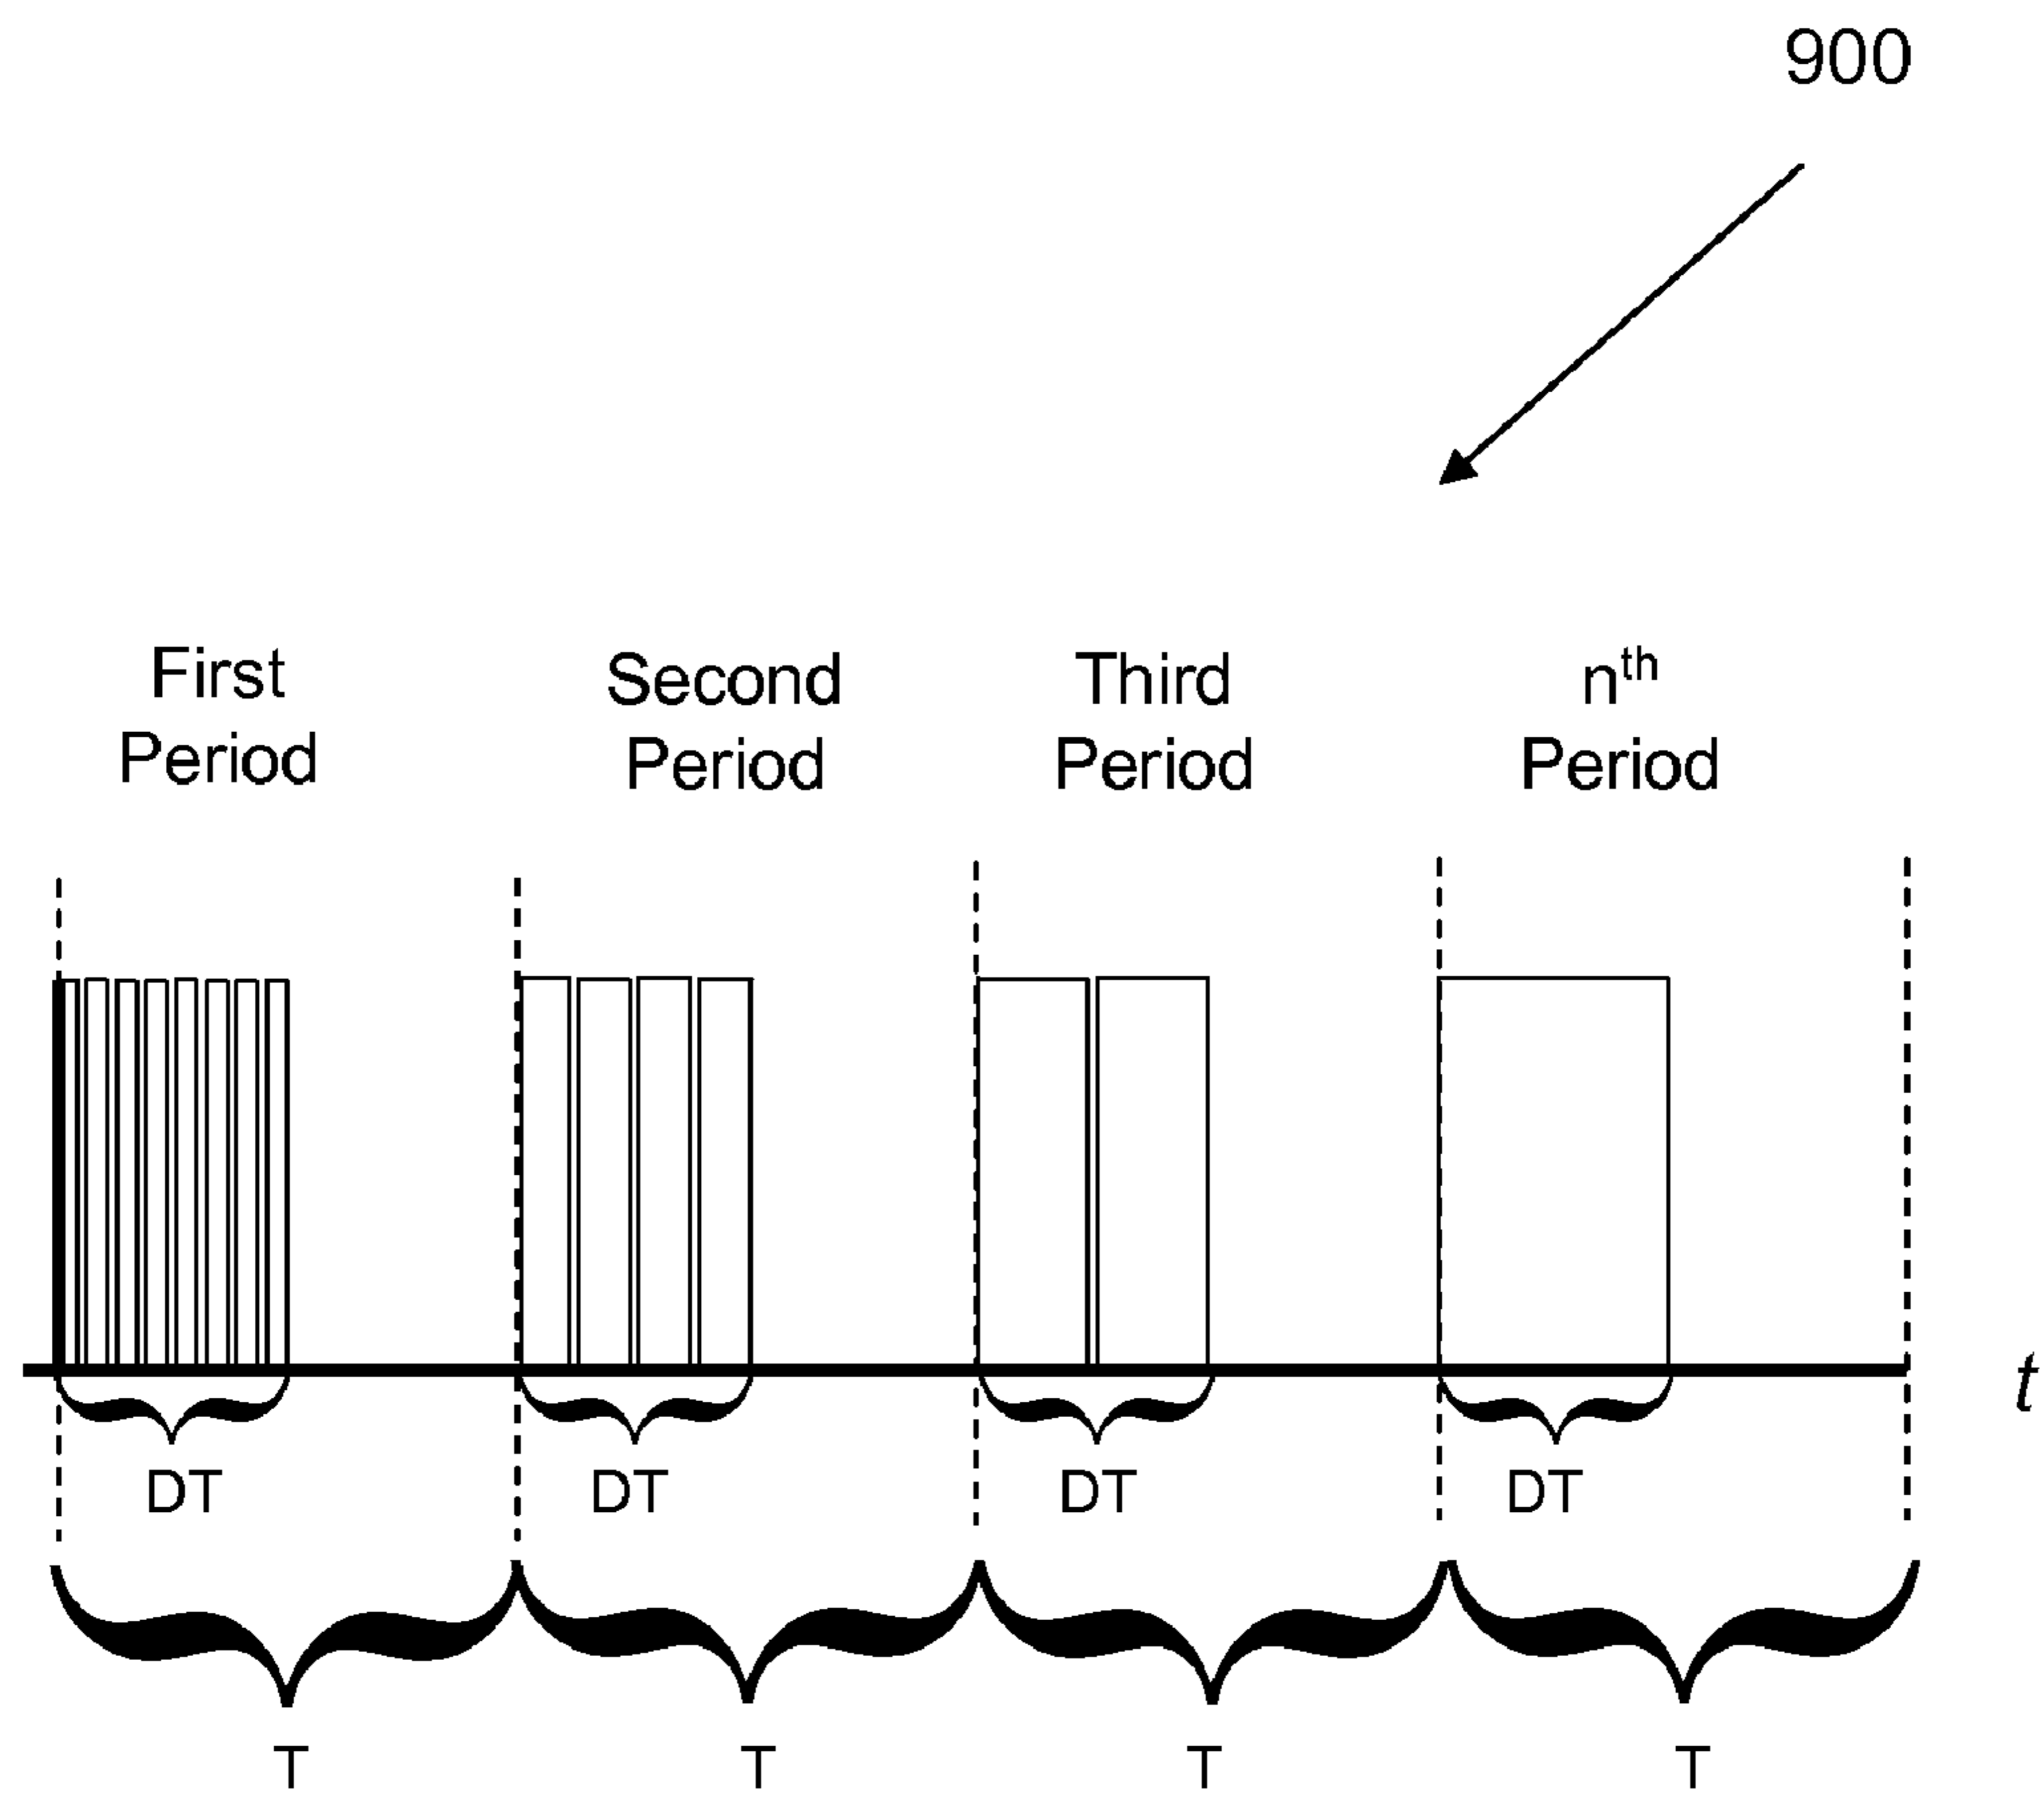 900
First
Period
Second
Period
Third
Period
nth
Period
t
DT
DT
DT
DT
T
T
T
T